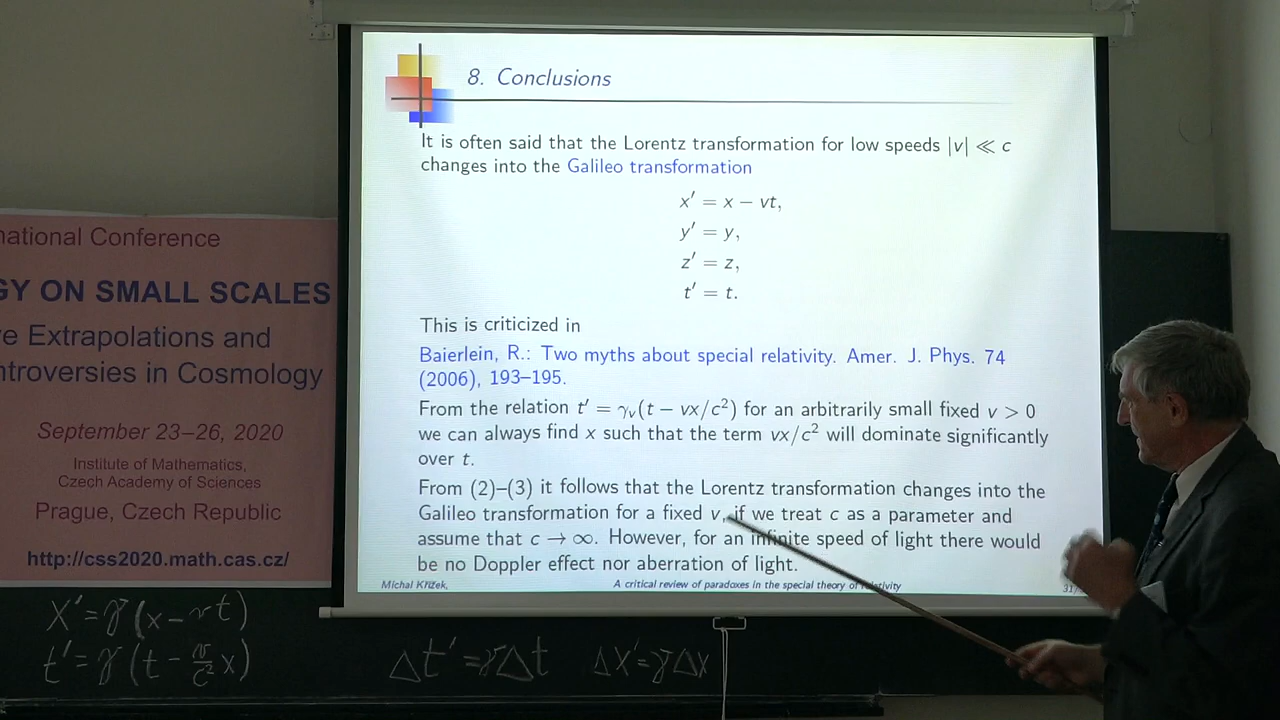 8. Conclusions
It is often said that the Lorentz transformation for low speeds |v| ≪ c
changes into the Galileo transformation
x′ = x − vt,
y′ = y,
z′ = z,
t′ = t.
This is criticized in
Baierlein, R.: Two myths about special relativity. Amer. J. Phys. 74
(2006), 193–195.
From the relation t′ = γᵥ(t − vx/c²) for an arbitrarily small fixed v > 0
we can always find x such that the term vx/c² will dominate significantly
over t.
From (2)–(3) it follows that the Lorentz transformation changes into the
Galileo transformation for a fixed v, if we treat c as a parameter and
assume that c → ∞. However, for an infinite speed of light there would
be no Doppler effect nor aberration of light.
Michal Křížek, A critical review of paradoxes in the special theory of relativity 31/
national Conference
GY ON SMALL SCALES
e Extrapolations and
ntroversies in Cosmology
September 23–26, 2020
Institute of Mathematics,
Czech Academy of Sciences
Prague, Czech Republic
http://css2020.math.cas.cz/
x′ = γ(x − vt)
t′ = γ(t − v/c² x)
Δt′ = γΔt Δx′ = γΔx